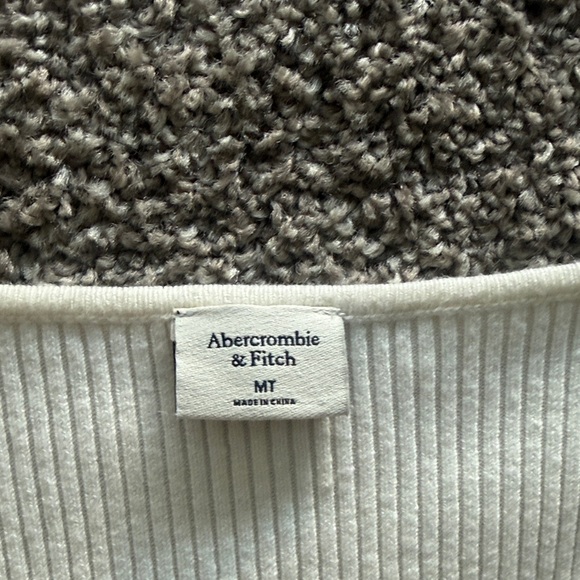 Abercrombie
& Fitch
MT
MADE IN CHINA